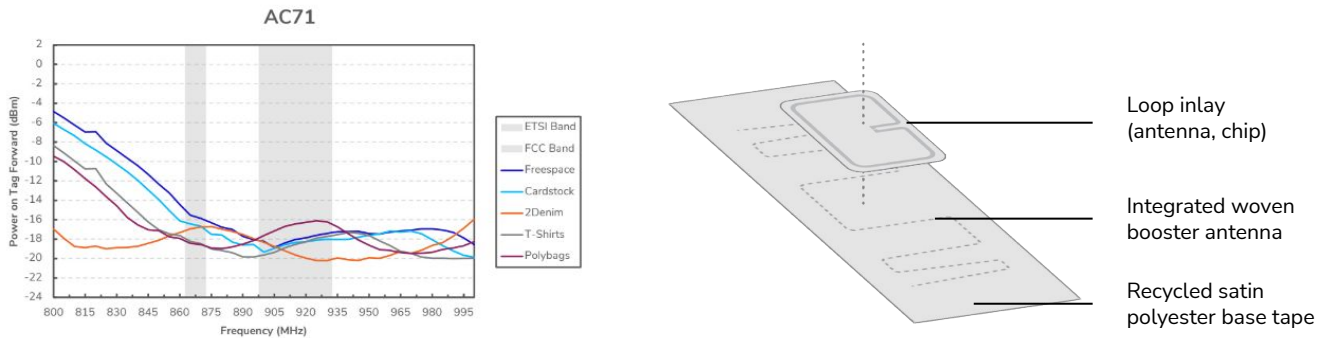 AC71
Power on Tag Forward (dBm)
2
0
-2
-4
-6
-8
-10
-12
-14
-16
-18
-20
-22
-24
800 815 830 845 860 875 890 905 920 935 950 965 980 995
Frequency (MHz)
ETSI Band
FCC Band
Freespace
Cardstock
2Denim
T-Shirts
Polybags
Loop inlay
(antenna, chip)
Integrated woven
booster antenna
Recycled satin
polyester base tape